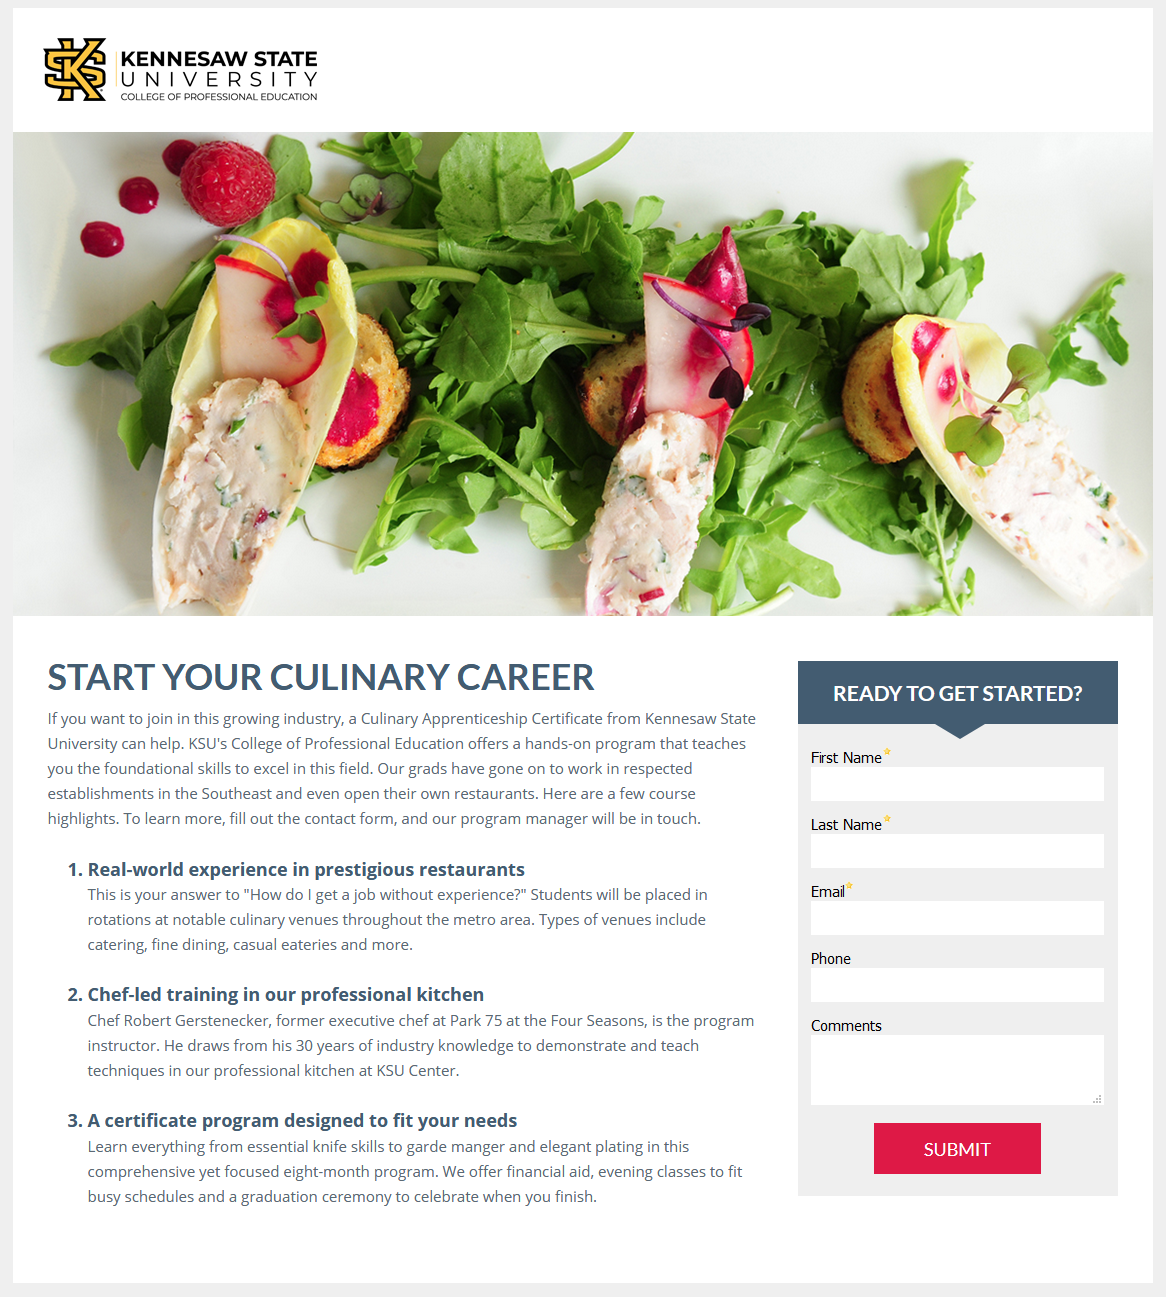 KENNESAW STATE
UNIVERSITY
COLLEGE OF PROFESSIONAL EDUCATION
START YOUR CULINARY CAREER
If you want to join in this growing industry, a Culinary Apprenticeship Certificate from Kennesaw State
University can help. KSU's College of Professional Education offers a hands-on program that teaches
you the foundational skills to excel in this field. Our grads have gone on to work in respected
establishments in the Southeast and even open their own restaurants. Here are a few course
highlights. To learn more, fill out the contact form, and our program manager will be in touch.
1. Real-world experience in prestigious restaurants
This is your answer to "How do I get a job without experience?" Students will be placed in
rotations at notable culinary venues throughout the metro area. Types of venues include
catering, fine dining, casual eateries and more.
2. Chef-led training in our professional kitchen
Chef Robert Gerstenecker, former executive chef at Park 75 at the Four Seasons, is the program
instructor. He draws from his 30 years of industry knowledge to demonstrate and teach
techniques in our professional kitchen at KSU Center.
3. A certificate program designed to fit your needs
Learn everything from essential knife skills to garde manger and elegant plating in this
comprehensive yet focused eight-month program. We offer financial aid, evening classes to fit
busy schedules and a graduation ceremony to celebrate when you finish.
READY TO GET STARTED?
First Name
Last Name
Email
Phone
Comments
SUBMIT